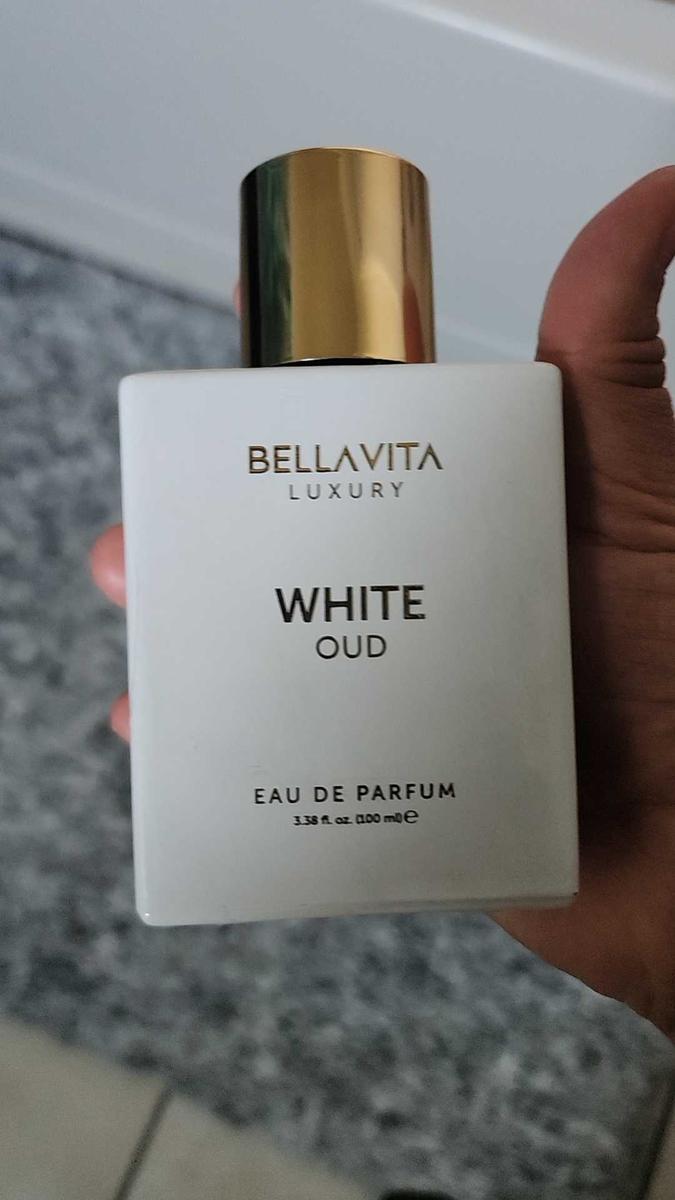 BELLAVITA
LUXURY
WHITE
OUD
EAU DE PARFUM
3.38 fl. oz. (100 ml) ℮